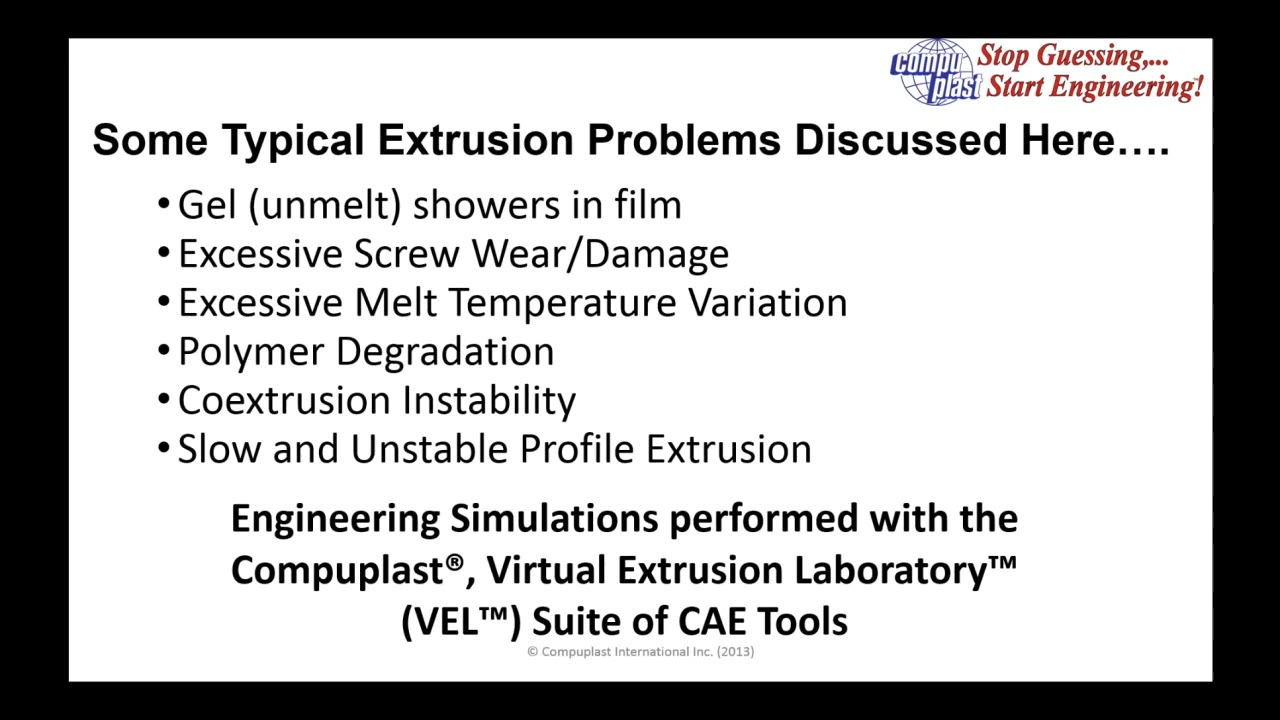 compu
plast
Stop Guessing,...
Start Engineering!™
Some Typical Extrusion Problems Discussed Here….
• Gel (unmelt) showers in film
• Excessive Screw Wear/Damage
• Excessive Melt Temperature Variation
• Polymer Degradation
• Coextrusion Instability
• Slow and Unstable Profile Extrusion
Engineering Simulations performed with the
Compuplast®, Virtual Extrusion Laboratory™
(VEL™) Suite of CAE Tools
© Compuplast International Inc. (2013)